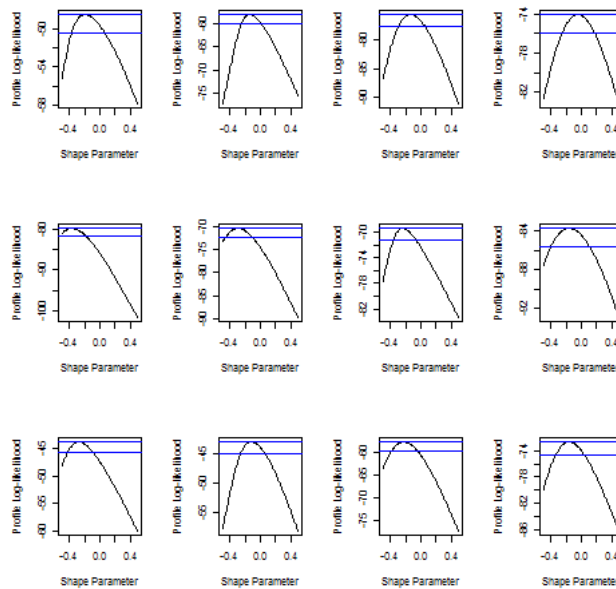 Profile Log-likelihood
-58 -54
-0.4 0.0 0.4
Shape Parameter
Profile Log-likelihood
-75 -70 -65 -60
-0.4 0.0 0.4
Shape Parameter
Profile Log-likelihood
-90 -80
-0.4 0.0 0.4
Shape Parameter
Profile Log-likelihood
-82 -74
-0.4 0.0 0.4
Shape Parameter
Profile Log-likelihood
-100 -90 -80
-0.4 0.0 0.4
Shape Parameter
Profile Log-likelihood
-90 -85 -80 -75 -70
-0.4 0.0 0.4
Shape Parameter
Profile Log-likelihood
-82 -78 -74 -70
-0.4 0.0 0.4
Shape Parameter
Profile Log-likelihood
-92 -88 -84
-0.4 0.0 0.4
Shape Parameter
Profile Log-likelihood
-60 -55 -50 -45
-0.4 0.0 0.4
Shape Parameter
Profile Log-likelihood
-45
-0.4 0.0 0.4
Shape Parameter
Profile Log-likelihood
-75 -70 -65 -60
-0.4 0.0 0.4
Shape Parameter
Profile Log-likelihood
-86 -82 -78 -74
-0.4 0.0 0.4
Shape Parameter